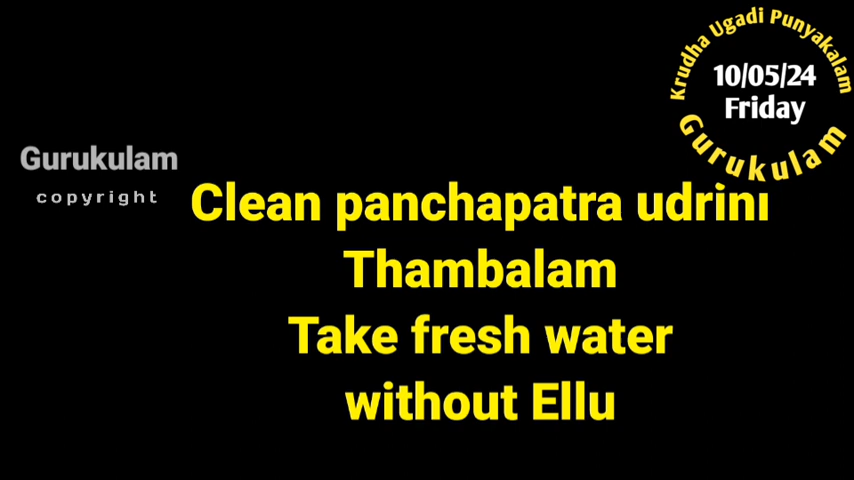 Krudha Ugadi Punyakalam
10/05/24
Friday
Gurukulam
Gurukulam
copyright
Clean panchapatra udrini
Thambalam
Take fresh water
without Ellu